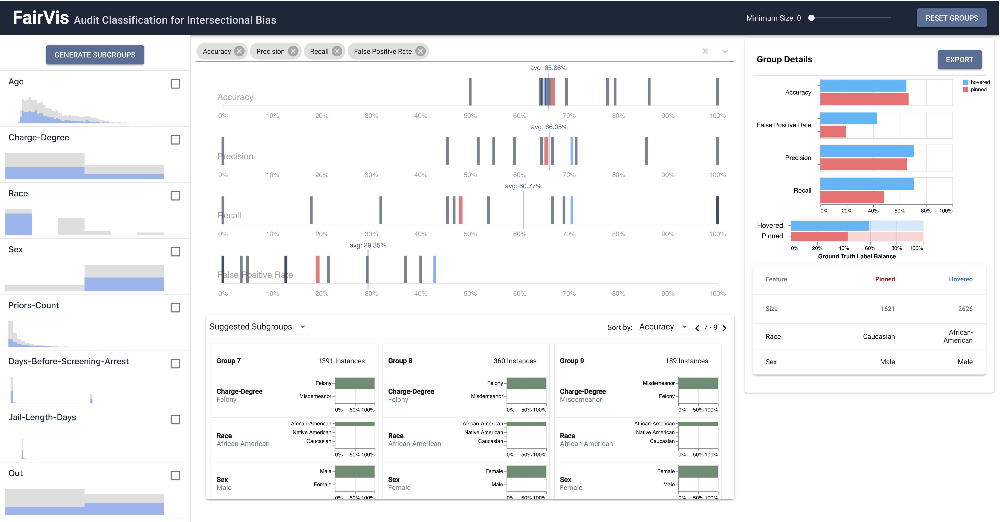 FairVis Audit Classification for Intersectional Bias
Minimum Size: 0
RESET GROUPS
GENERATE SUBGROUPS
Age
Charge-Degree
Race
Sex
Priors-Count
Days-Before-Screening-Arrest
Jail-Length-Days
Out
Accuracy
Precision
Recall
False Positive Rate
avg: 65.86%
Accuracy
0% 10% 20% 30% 40% 50% 60% 70% 80% 90% 100%
avg: 66.05%
Precision
0% 10% 20% 30% 40% 50% 60% 70% 80% 90% 100%
avg: 60.77%
Recall
0% 10% 20% 30% 40% 50% 60% 70% 80% 90% 100%
avg: 29.35%
False Positive Rate
0% 10% 20% 30% 40% 50% 60% 70% 80% 90% 100%
Suggested Subgroups
Sort by: Accuracy 7 - 9
Group 7 1391 Instances
Charge-Degree
Felony
Felony
Misdemeanor
0% 50% 100%
Race
African-American
African-American
Native American
Caucasian
0% 50% 100%
Sex
Male
Male
Female
0% 50% 100%
Group 8 360 Instances
Charge-Degree
Felony
Felony
Misdemeanor
0% 50% 100%
Race
African-American
African-American
Native American
Caucasian
0% 50% 100%
Sex
Female
Female
Male
0% 50% 100%
Group 9 189 Instances
Charge-Degree
Misdemeanor
Misdemeanor
Felony
0% 50% 100%
Race
African-American
African-American
Native American
Caucasian
0% 50% 100%
Sex
Female
Female
Male
0% 50% 100%
Group Details
EXPORT
hovered
pinned
Accuracy
False Positive Rate
Precision
Recall
0% 20% 40% 60% 80% 100%
Hovered
Pinned
0% 20% 40% 60% 80% 100%
Ground Truth Label Balance
Feature Pinned Hovered
Size 1621 2626
Race Caucasian African-
American
Sex Male Male